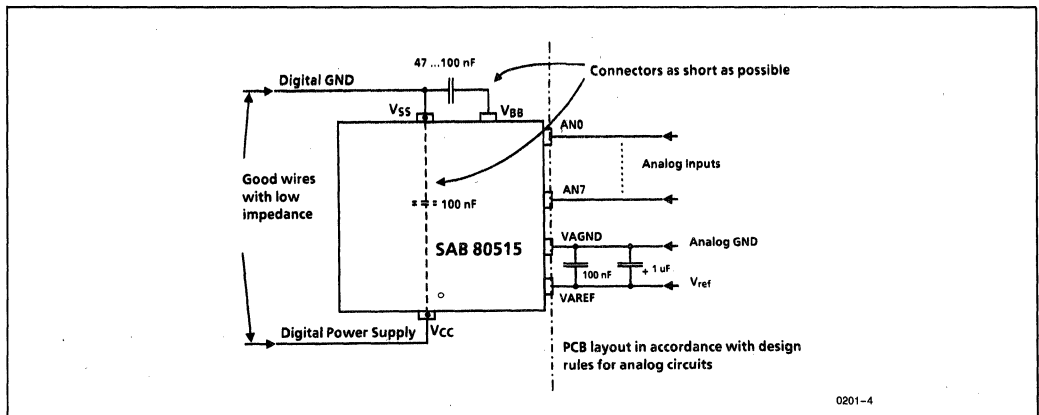 47 ...100 nF
Connectors as short as possible
Digital GND
VSS
VBB
AN0
Analog Inputs
Good wires
with low
impedance
AN7
100 nF
SAB 80515
VAGND
Analog GND
100 nF
+ 1 uF
Vref
VAREF
VCC
Digital Power Supply
PCB layout in accordance with design
rules for analog circuits
0201-4